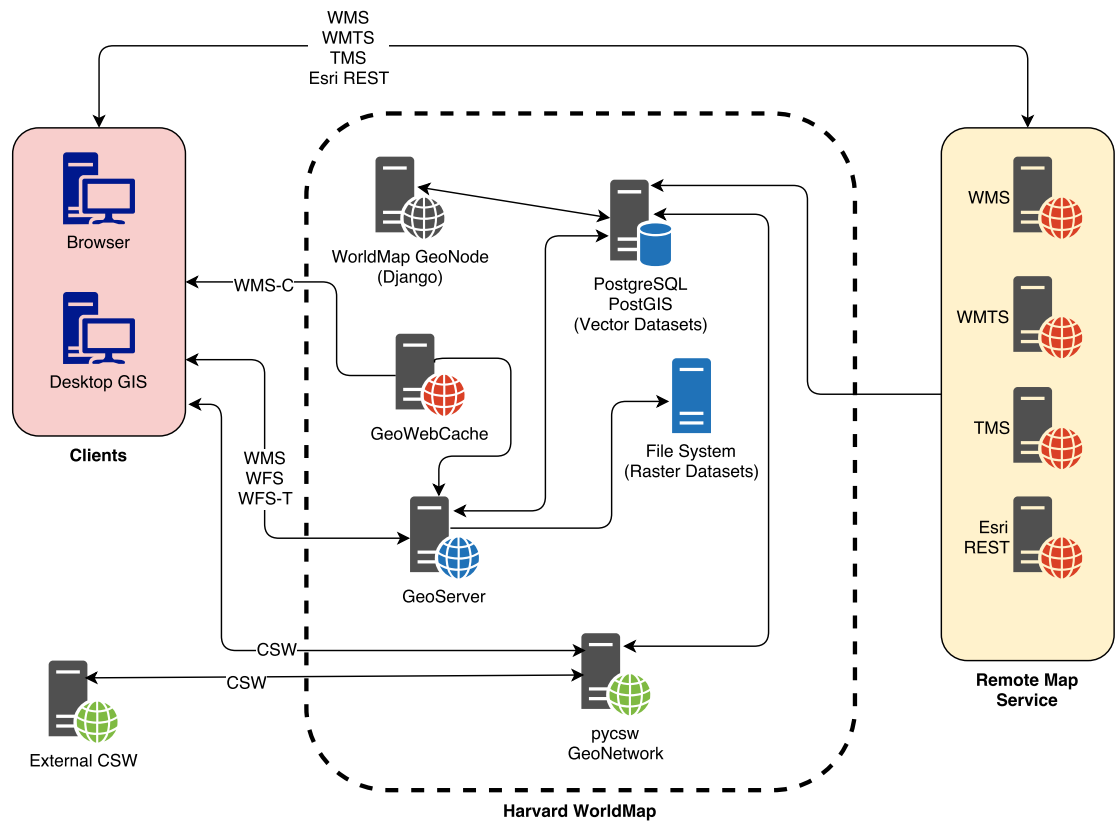 WMS
WMTS
TMS
Esri REST
Browser
Desktop GIS
Clients
WorldMap GeoNode
(Django)
PostgreSQL
PostGIS
(Vector Datasets)
WMS-C
GeoWebCache
File System
(Raster Datasets)
WMS
WFS
WFS-T
GeoServer
CSW
CSW
External CSW
pycsw
GeoNetwork
Harvard WorldMap
WMS
WMTS
TMS
Esri
REST
Remote Map
Service